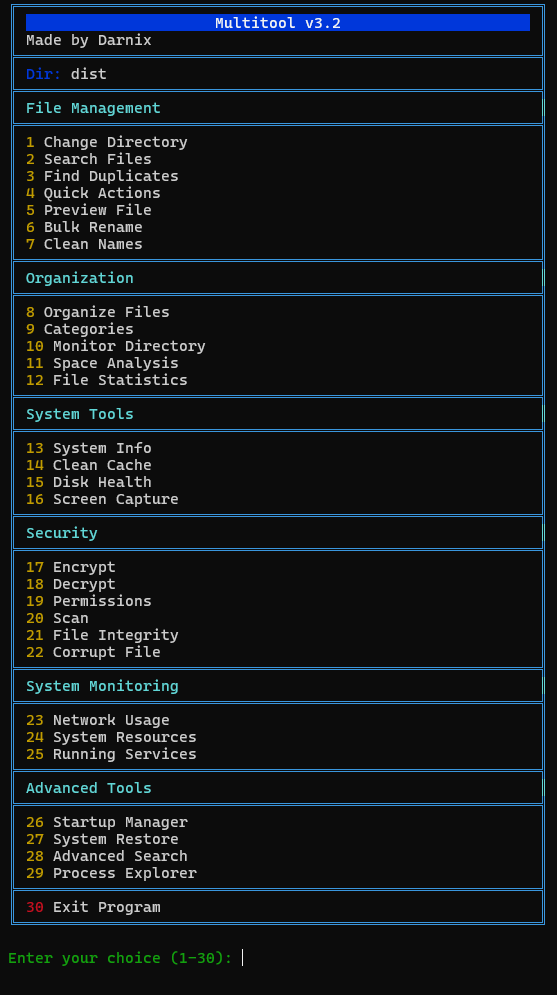 Multitool v3.2
Made by Darnix
Dir: dist
File Management
1 Change Directory
2 Search Files
3 Find Duplicates
4 Quick Actions
5 Preview File
6 Bulk Rename
7 Clean Names
Organization
8 Organize Files
9 Categories
10 Monitor Directory
11 Space Analysis
12 File Statistics
System Tools
13 System Info
14 Clean Cache
15 Disk Health
16 Screen Capture
Security
17 Encrypt
18 Decrypt
19 Permissions
20 Scan
21 File Integrity
22 Corrupt File
System Monitoring
23 Network Usage
24 System Resources
25 Running Services
Advanced Tools
26 Startup Manager
27 System Restore
28 Advanced Search
29 Process Explorer
30 Exit Program
Enter your choice (1-30):